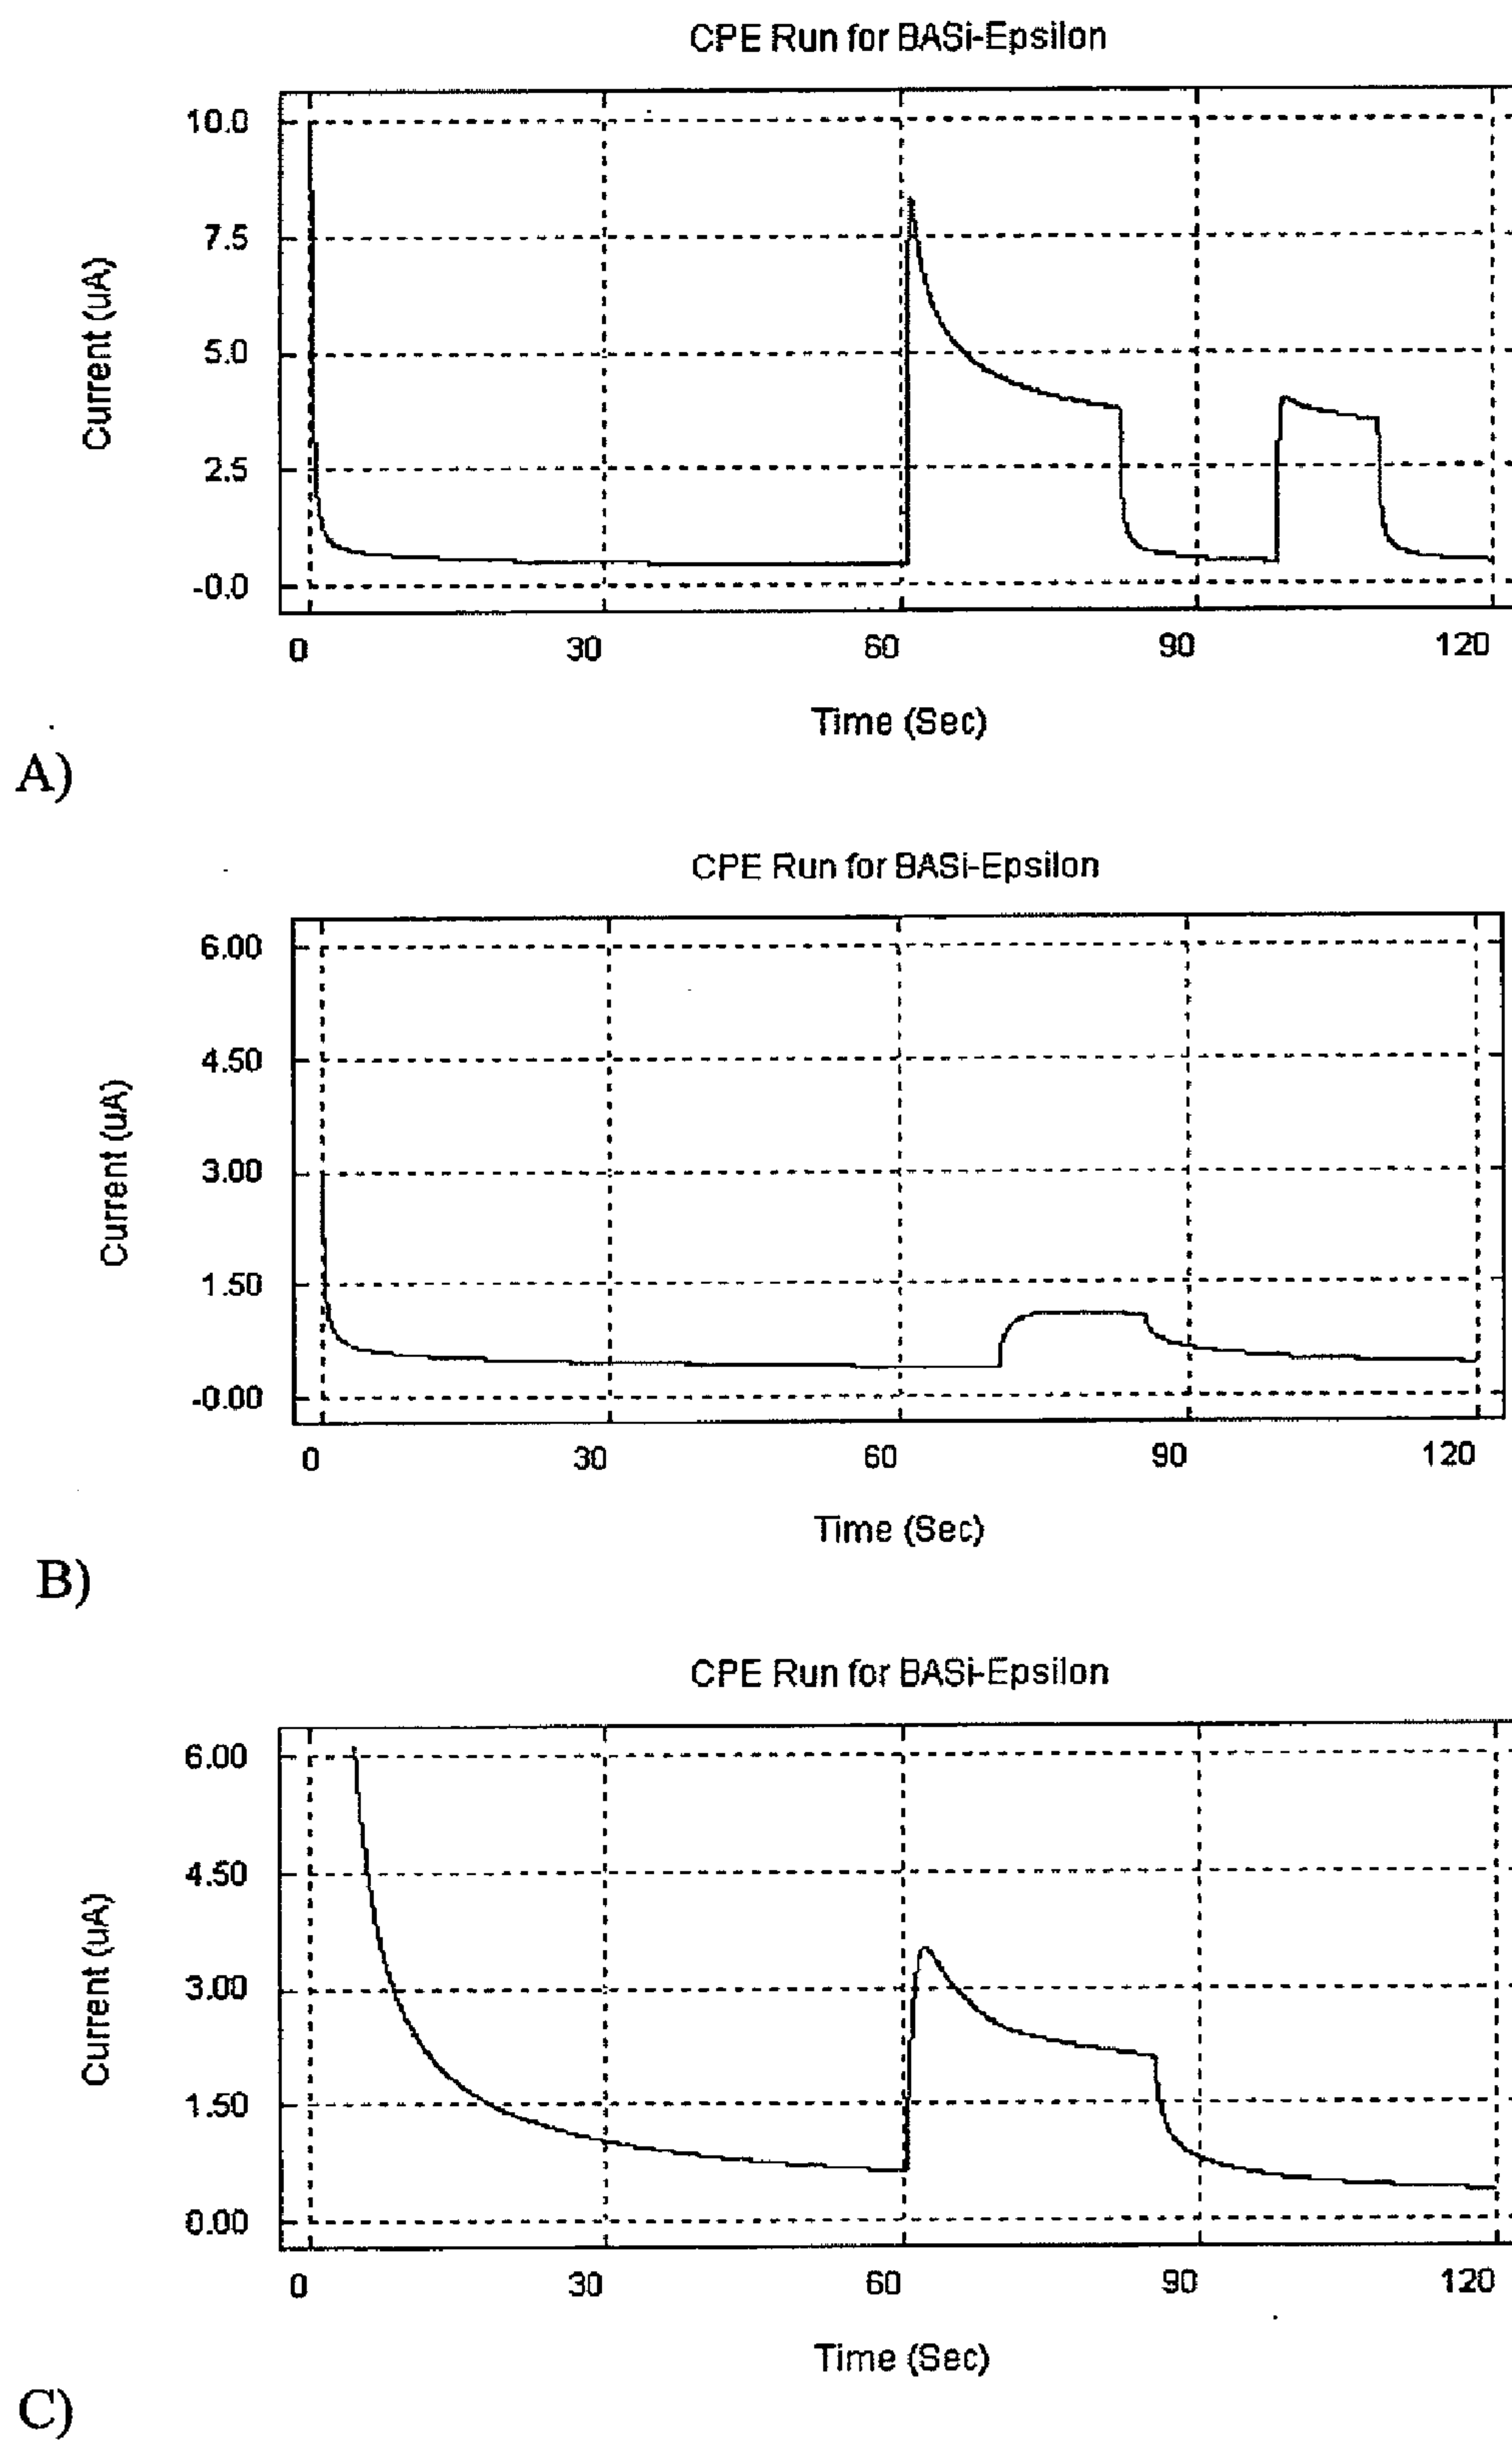 CPE Run for BASi-Epsilon
10.0
7.5
5.0
2.5
-0.0
Current (uA)
0 30 60 90 120
Time (Sec)
A)
CPE Run for BASi-Epsilon
6.00
4.50
3.00
1.50
-0.00
Current (uA)
0 30 60 90 120
Time (Sec)
B)
CPE Run for BASi-Epsilon
6.00
4.50
3.00
1.50
0.00
Current (uA)
0 30 60 90 120
Time (Sec)
C)